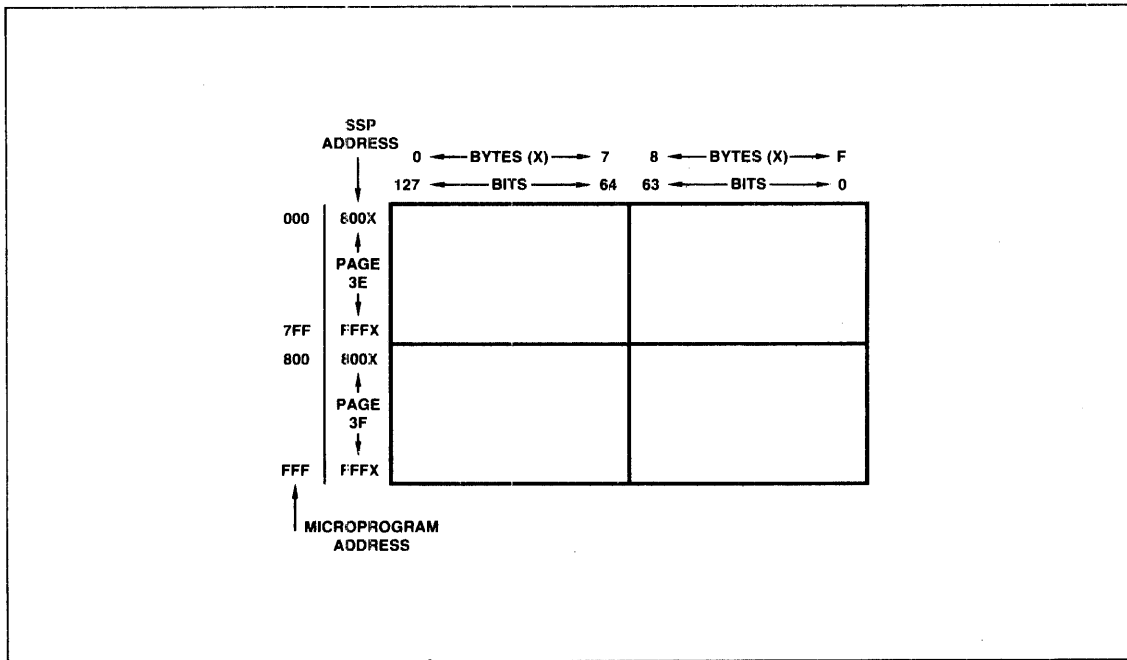 SSP
ADDRESS
0 BYTES (X) 7 8 BYTES (X) F
127 BITS 64 63 BITS 0
000 800X
PAGE
3E
7FF FFFX
800 800X
PAGE
3F
FFF FFFX
MICROPROGRAM
ADDRESS